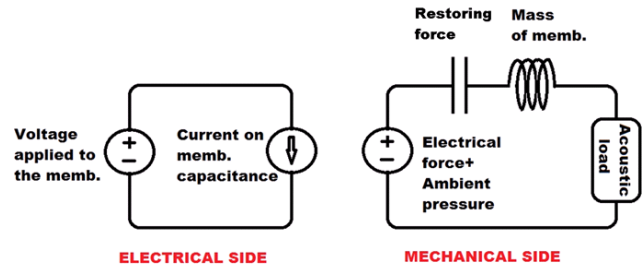 Restoring
force
Mass
of memb.
Voltage
applied to
the memb.
+
−
Current on
memb.
capacitance
+
−
Electrical
force+
Ambient
pressure
Acoustic
load
ELECTRICAL SIDE
MECHANICAL SIDE